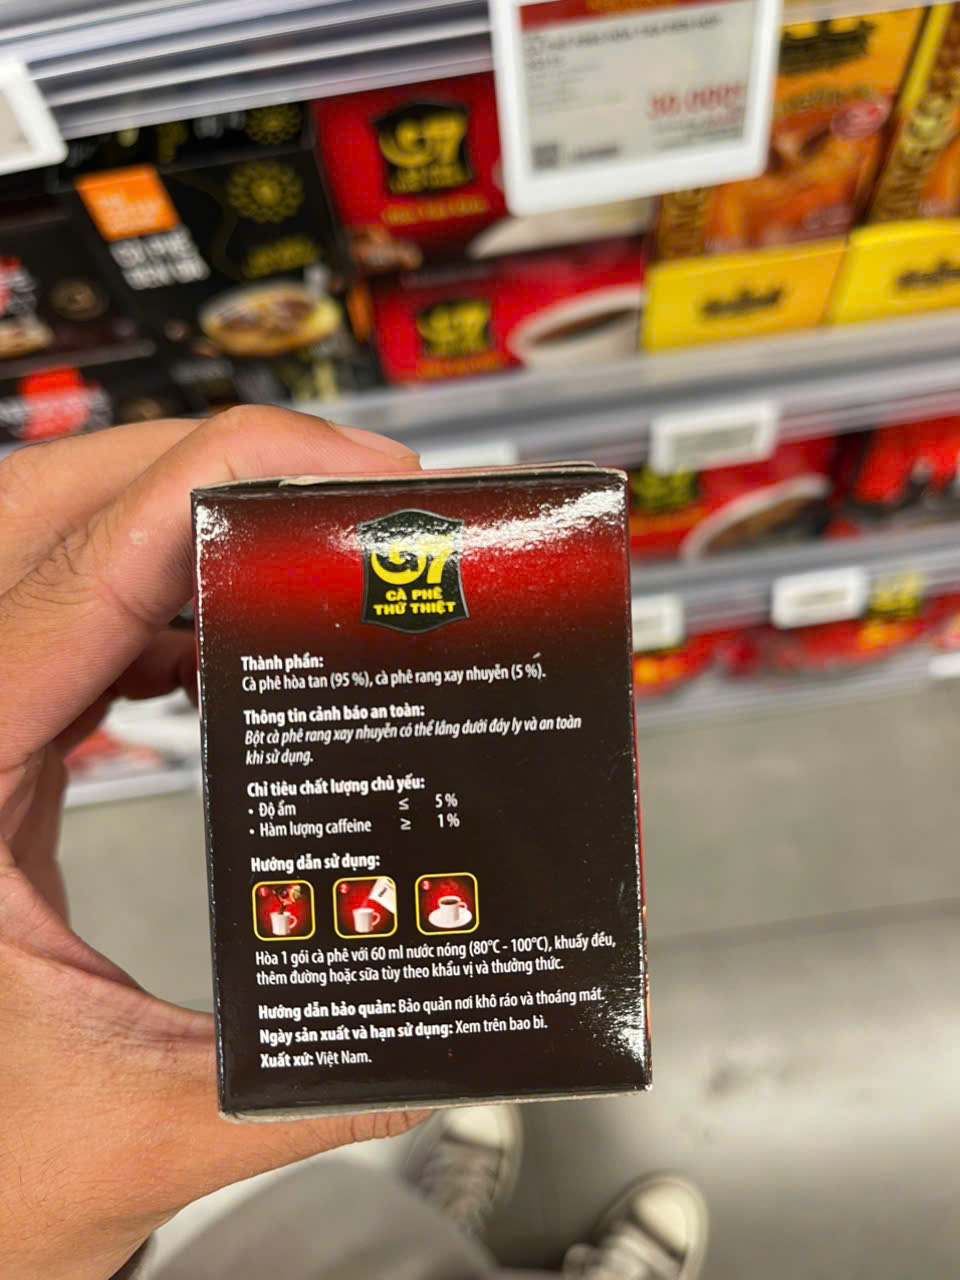 30.000₫
G7
G7
G7
CÀ PHÊ
THỨ THIỆT
Thành phần:
Cà phê hòa tan (95 %), cà phê rang xay nhuyễn (5 %).
Thông tin cảnh báo an toàn:
Bột cà phê rang xay nhuyễn có thể lắng dưới đáy ly và an toàn
khi sử dụng.
Chỉ tiêu chất lượng chủ yếu:
• Độ ẩm ≤ 5 %
• Hàm lượng caffeine ≥ 1 %
Hướng dẫn sử dụng:
1 2 3
Hòa 1 gói cà phê với 60 ml nước nóng (80°C - 100°C), khuấy đều,
thêm đường hoặc sữa tùy theo khẩu vị và thưởng thức.
Hướng dẫn bảo quản: Bảo quản nơi khô ráo và thoáng mát.
Ngày sản xuất và hạn sử dụng: Xem trên bao bì.
Xuất xứ: Việt Nam.